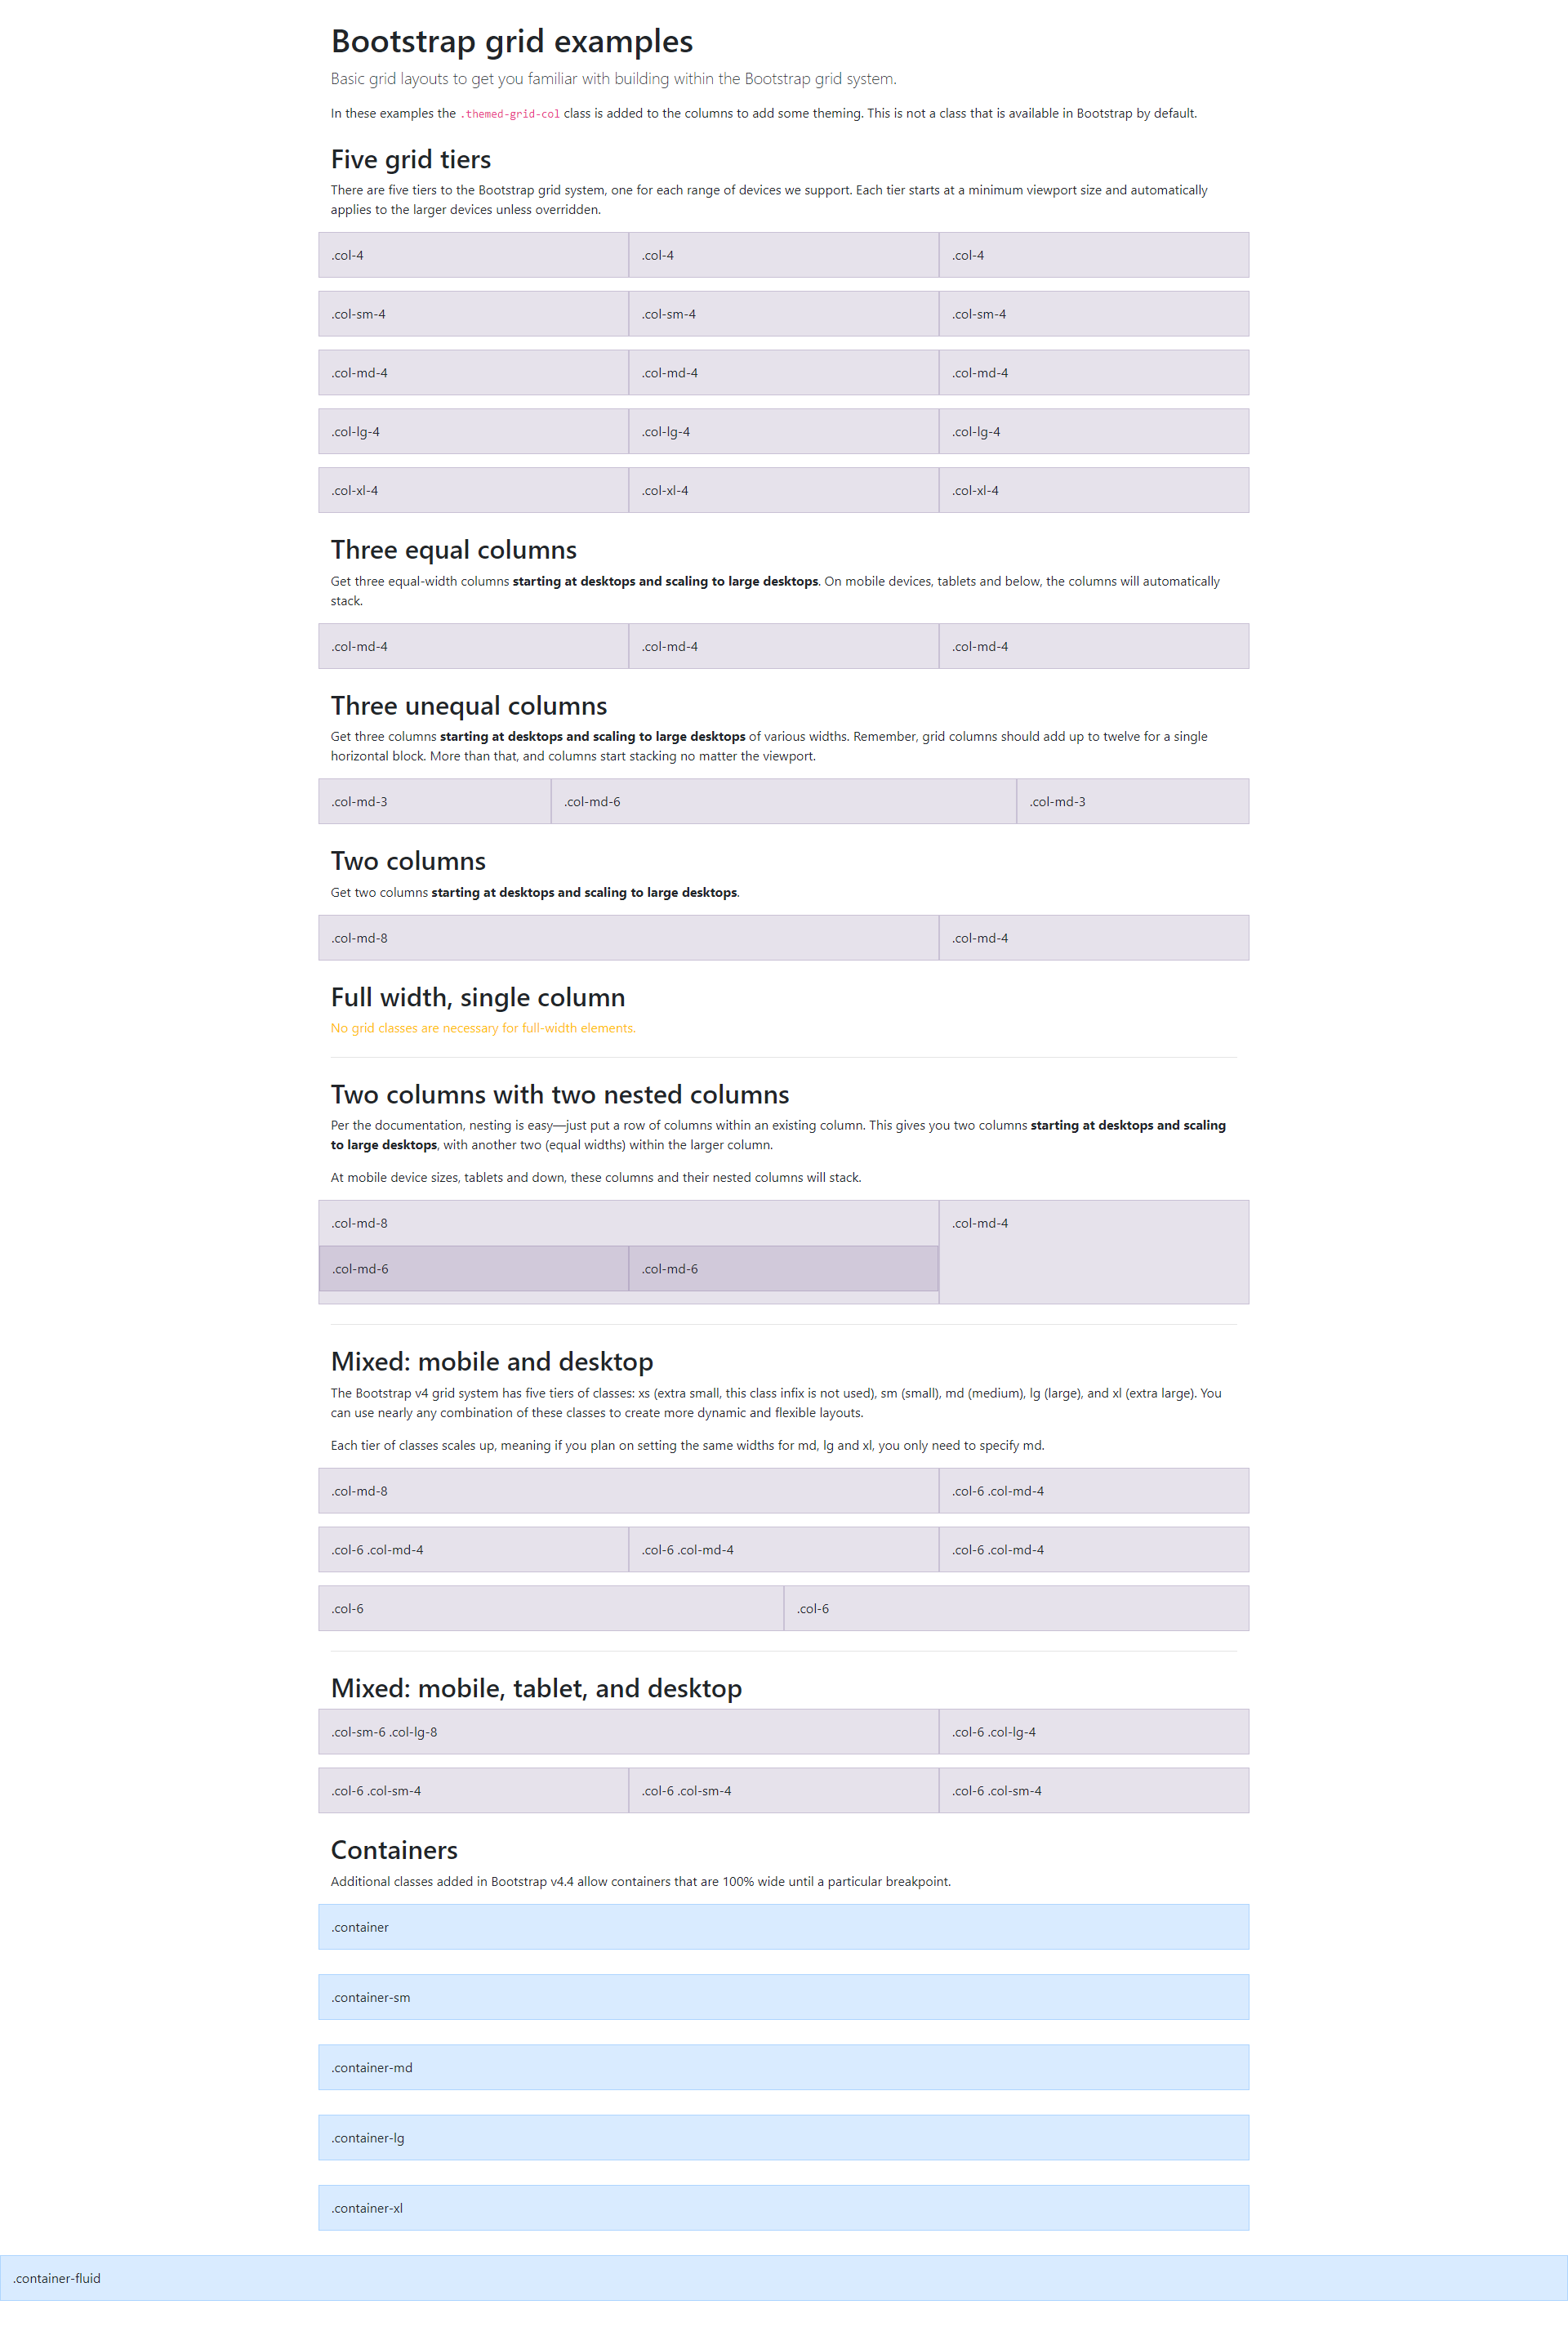 Bootstrap grid examples
Basic grid layouts to get you familiar with building within the Bootstrap grid system.
In these examples the .themed-grid-col class is added to the columns to add some theming. This is not a class that is available in Bootstrap by default.
Five grid tiers
There are five tiers to the Bootstrap grid system, one for each range of devices we support. Each tier starts at a minimum viewport size and automatically
applies to the larger devices unless overridden.
.col-4 .col-4 .col-4
.col-sm-4 .col-sm-4 .col-sm-4
.col-md-4 .col-md-4 .col-md-4
.col-lg-4 .col-lg-4 .col-lg-4
.col-xl-4 .col-xl-4 .col-xl-4
Three equal columns
Get three equal-width columns starting at desktops and scaling to large desktops. On mobile devices, tablets and below, the columns will automatically
stack.
.col-md-4 .col-md-4 .col-md-4
Three unequal columns
Get three columns starting at desktops and scaling to large desktops of various widths. Remember, grid columns should add up to twelve for a single
horizontal block. More than that, and columns start stacking no matter the viewport.
.col-md-3 .col-md-6 .col-md-3
Two columns
Get two columns starting at desktops and scaling to large desktops.
.col-md-8 .col-md-4
Full width, single column
No grid classes are necessary for full-width elements.
Two columns with two nested columns
Per the documentation, nesting is easy—just put a row of columns within an existing column. This gives you two columns starting at desktops and scaling
to large desktops, with another two (equal widths) within the larger column.
At mobile device sizes, tablets and down, these columns and their nested columns will stack.
.col-md-8 .col-md-4
.col-md-6 .col-md-6
Mixed: mobile and desktop
The Bootstrap v4 grid system has five tiers of classes: xs (extra small, this class infix is not used), sm (small), md (medium), lg (large), and xl (extra large). You
can use nearly any combination of these classes to create more dynamic and flexible layouts.
Each tier of classes scales up, meaning if you plan on setting the same widths for md, lg and xl, you only need to specify md.
.col-md-8 .col-6 .col-md-4
.col-6 .col-md-4 .col-6 .col-md-4 .col-6 .col-md-4
.col-6 .col-6
Mixed: mobile, tablet, and desktop
.col-sm-6 .col-lg-8 .col-6 .col-lg-4
.col-6 .col-sm-4 .col-6 .col-sm-4 .col-6 .col-sm-4
Containers
Additional classes added in Bootstrap v4.4 allow containers that are 100% wide until a particular breakpoint.
.container
.container-sm
.container-md
.container-lg
.container-xl
.container-fluid